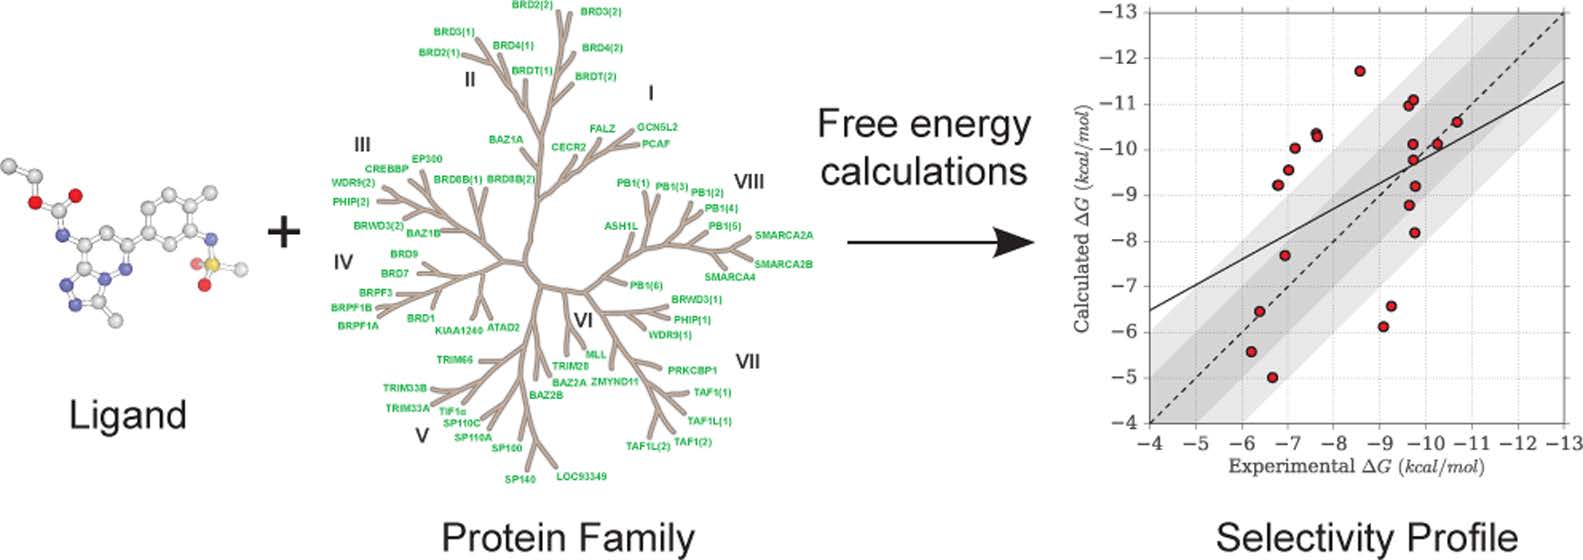 BRD2(2)
BRD3(2)
BRD3(1)
BRD4(1)
BRD2(1)
BRD4(2)
II
BRDT(1)
BRDT(2)
I
FALZ
GCN5L2
BAZ1A
CECR2
PCAF
III
EP300
CREBBP
WDR9(2)
BRD8B(1)
BRD8B(2)
PHIP(2)
BRWD3(2)
BAZ1B
PB1(1)
PB1(3)
PB1(2)
VIII
PB1(4)
ASH1L
PB1(5)
SMARCA2A
SMARCA2B
SMARCA4
IV
BRD9
BRD7
BRPF3
BRPF1B
BRPF1A
BRD1
KIAA1240
ATAD2
PB1(6)
BRWD3(1)
PHIP(1)
WDR9(1)
VI
MLL
TRIM28
BAZ2A
ZMYND11
VII
PRKCBP1
TRIM66
TRIM33B
TRIM33A
TIF1α
BAZ2B
SP110C
SP110A
V
SP100
SP140
LOC93349
TAF1(1)
TAF1L(1)
TAF1(2)
TAF1L(2)
+
Ligand
Protein Family
Free energy
calculations
−13
−12
−11
−10
−9
−8
−7
−6
−5
−4
Calculated ΔG (kcal/mol)
−4 −5 −6 −7 −8 −9 −10 −11 −12 −13
Experimental ΔG (kcal/mol)
Selectivity Profile